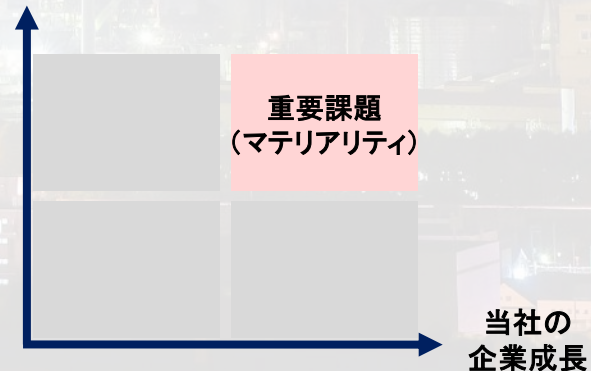 重要課題
（マテリアリティ）
当社の
企業成長